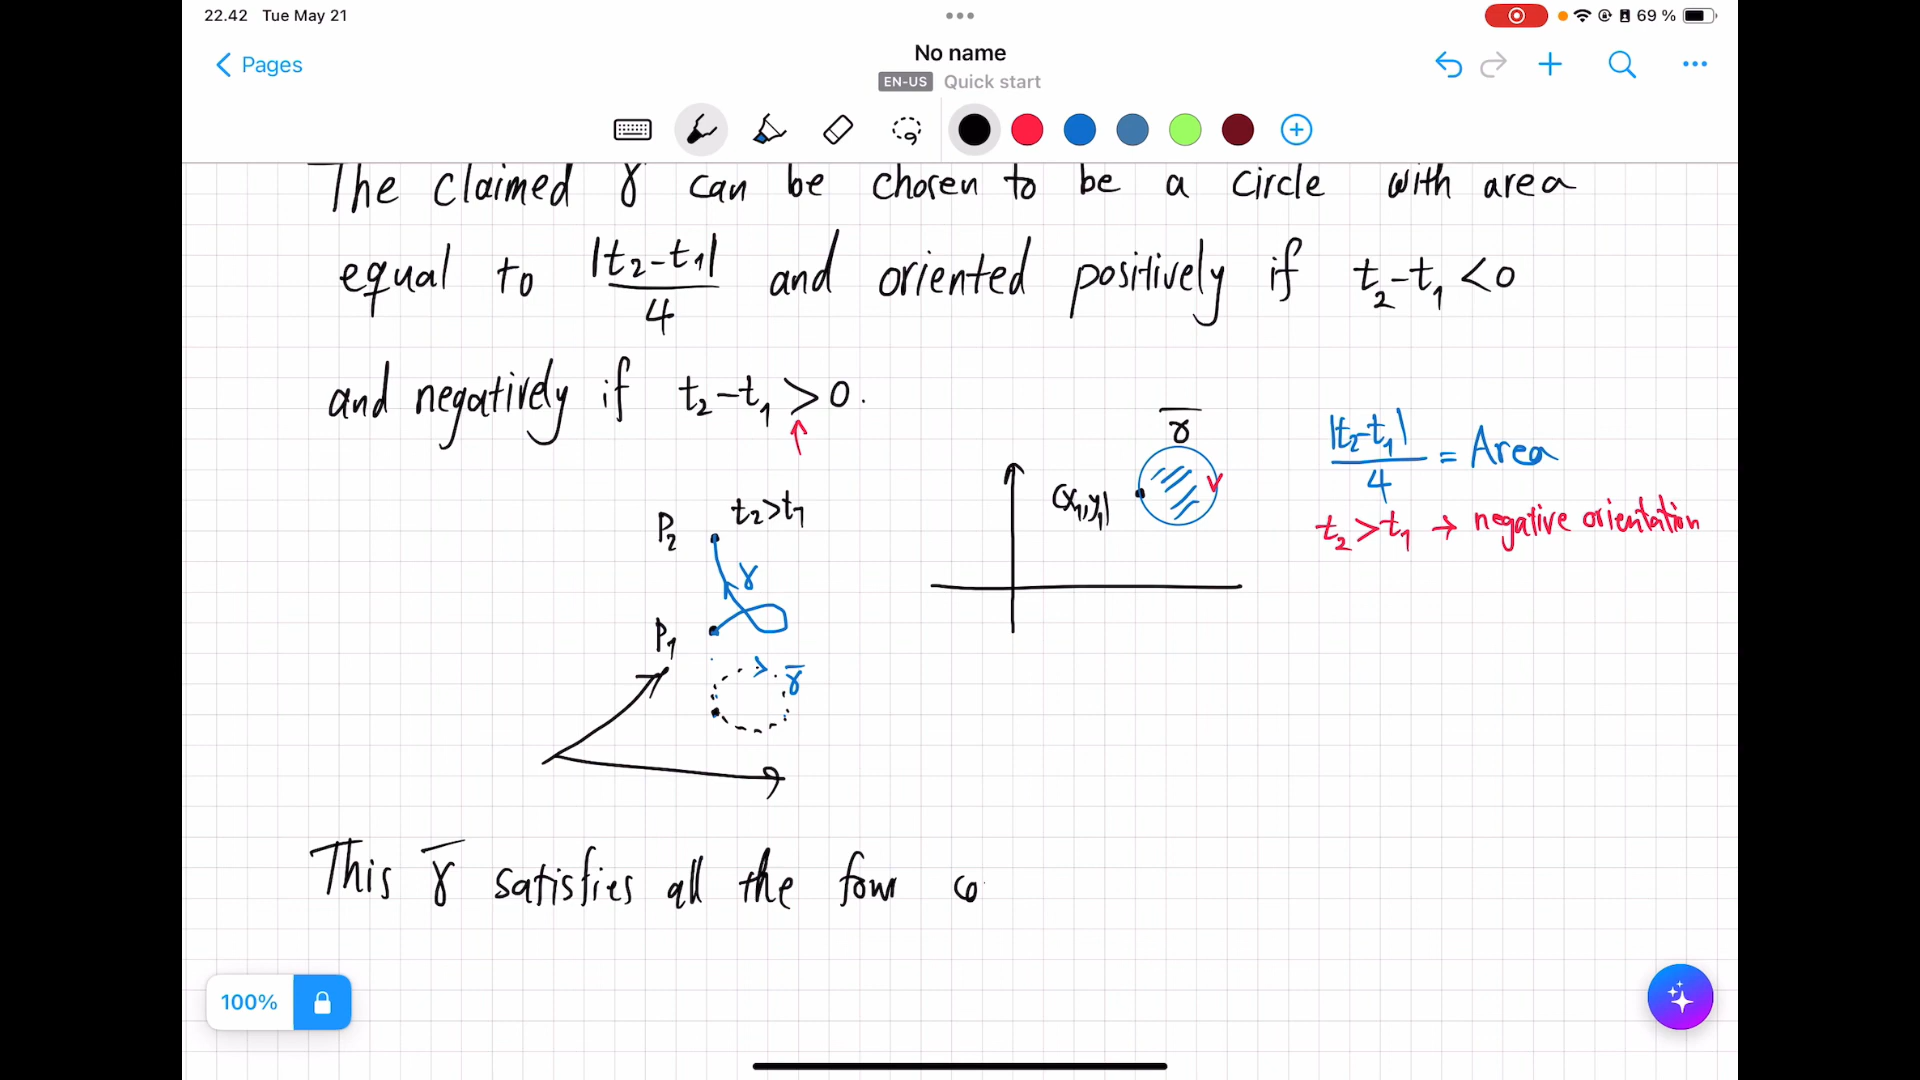 22.42 Tue May 21
69 %
Pages
No name
EN-US Quick start
The claimed γ can be chosen to be a circle with area
equal to |t₂-t₁|/4 and oriented positively if t₂-t₁ <0
and negatively if t₂-t₁ >0.
γ̅
|t₂-t₁|/4 = Area
(x₁,y₁)
t₂>t₁ → negative orientation
P₂ t₂>t₁
γ
P₁
γ̅
This γ̅ satisfies all the four co
100%